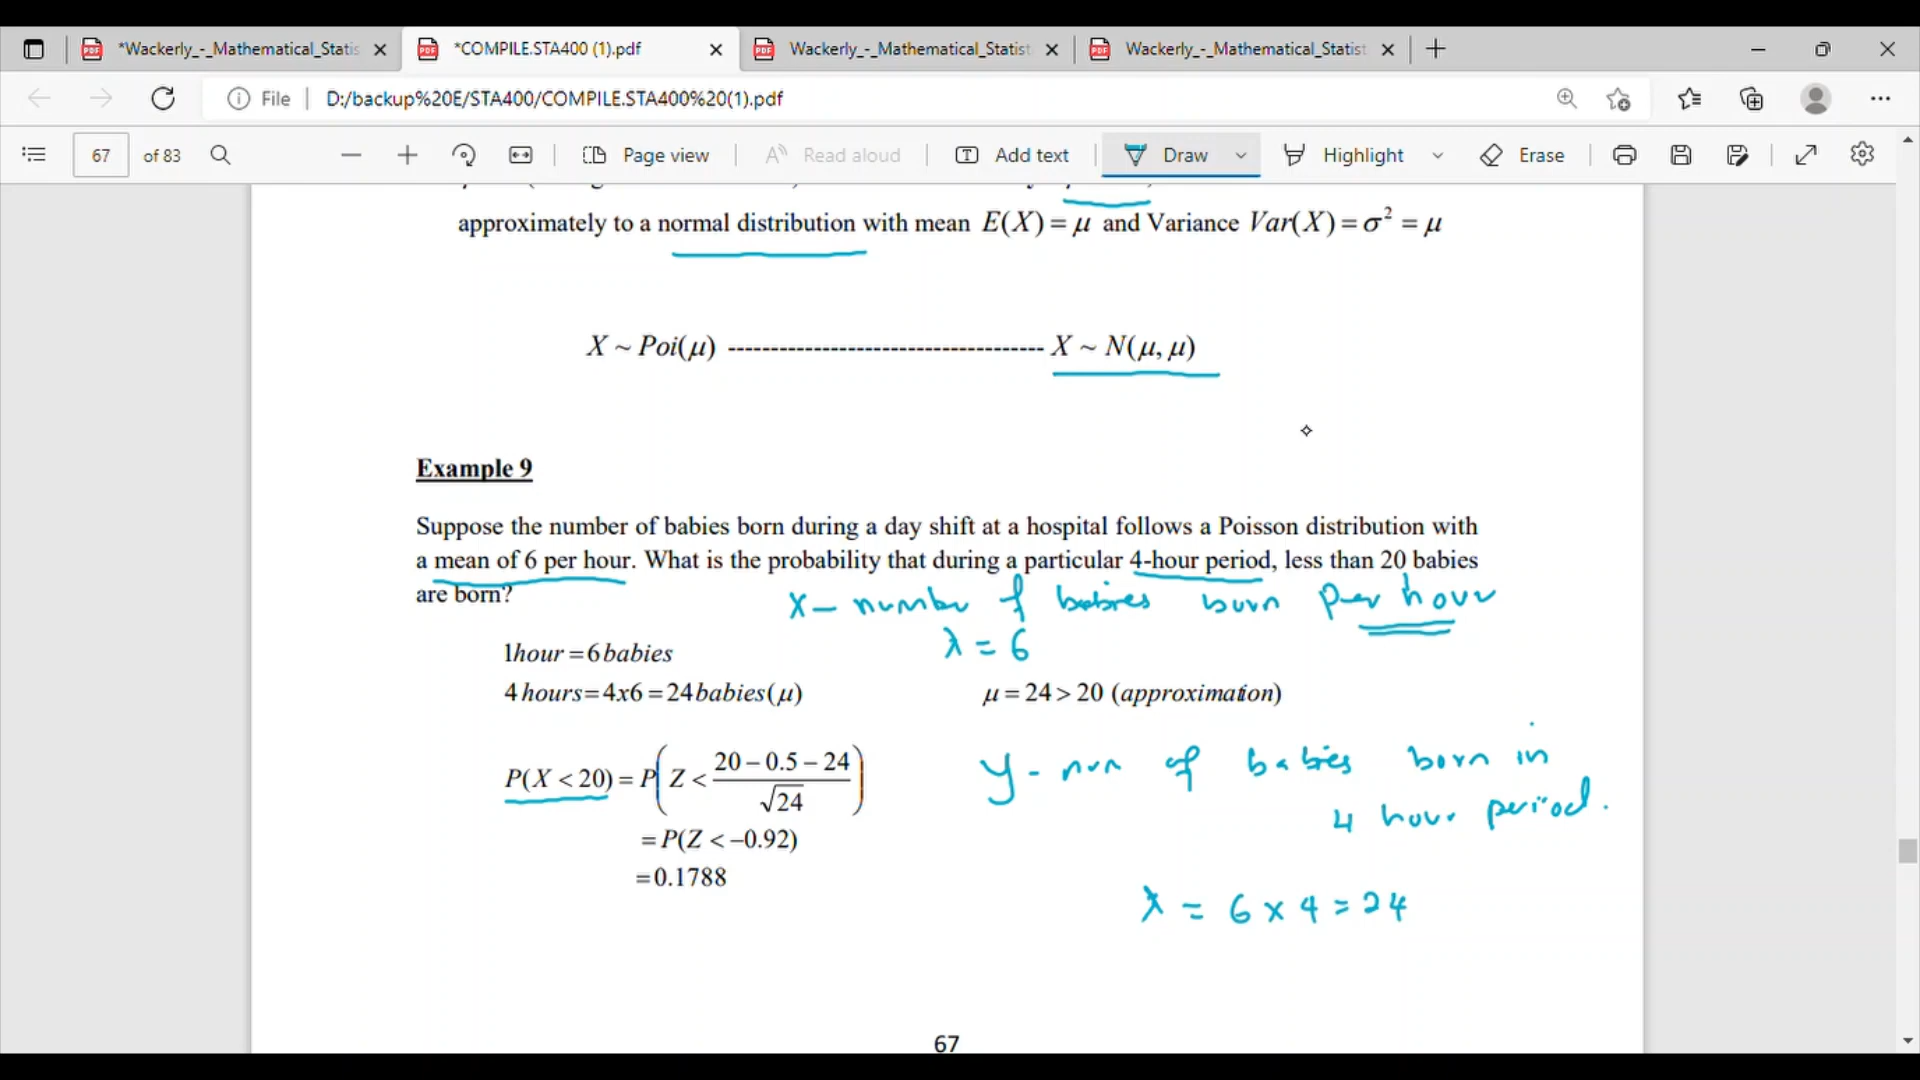 *Wackerly_-_Mathematical_Statis
*COMPILE.STA400 (1).pdf
Wackerly_-_Mathematical_Statist
Wackerly_-_Mathematical_Statist
File
D:/backup%20E/STA400/COMPILE.STA400%20(1).pdf
67 of 83
Page view
Read aloud
Add text
Draw
Highlight
Erase
approximately to a normal distribution with mean E(X) = μ and Variance Var(X) = σ² = μ
X ~ Poi(μ) ------------------------------------- X ~ N(μ, μ)
Example 9
Suppose the number of babies born during a day shift at a hospital follows a Poisson distribution with
a mean of 6 per hour. What is the probability that during a particular 4-hour period, less than 20 babies
are born?
X – number of babies born per hour
λ = 6
1hour = 6babies
4 hours = 4x6 = 24babies(μ)
μ = 24 > 20 (approximation)
P(X < 20) = P(Z < (20 − 0.5 − 24)/√24)
= P(Z < −0.92)
= 0.1788
Y - num of babies born in
4 hour period.
λ = 6 × 4 = 24
67